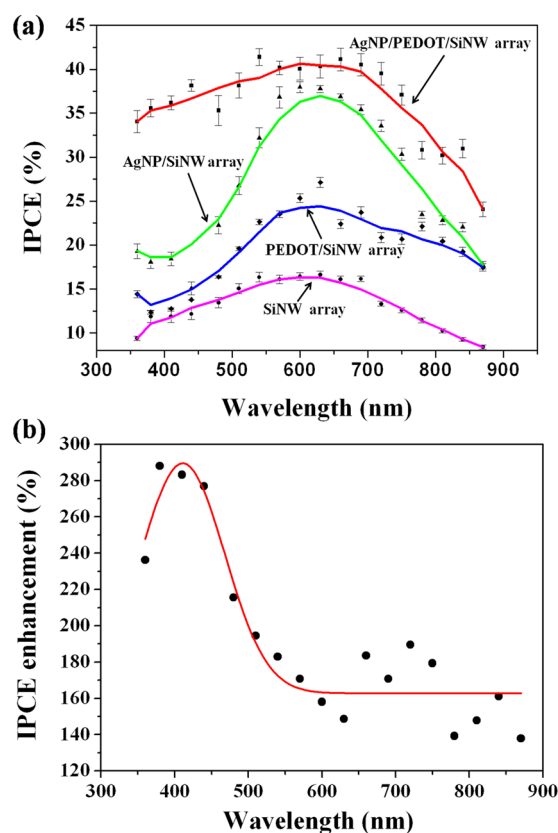 (a)
45
40
35
30
25
20
15
10
IPCE (%)
AgNP/PEDOT/SiNW array
AgNP/SiNW array
PEDOT/SiNW array
SiNW array
300 400 500 600 700 800 900
Wavelength (nm)
(b)
300
280
260
240
220
200
180
160
140
120
IPCE enhancement (%)
300 400 500 600 700 800 900
Wavelength (nm)